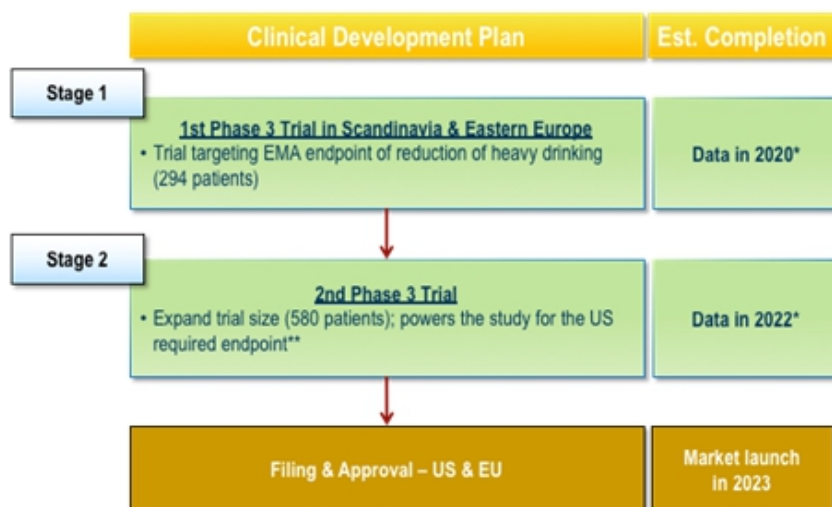 Clinical Development Plan
Est. Completion
Stage 1
1st Phase 3 Trial in Scandinavia & Eastern Europe
• Trial targeting EMA endpoint of reduction of heavy drinking
(294 patients)
Data in 2020*
Stage 2
2nd Phase 3 Trial
• Expand trial size (580 patients); powers the study for the US
required endpoint**
Data in 2022*
Filing & Approval – US & EU
Market launch
in 2023